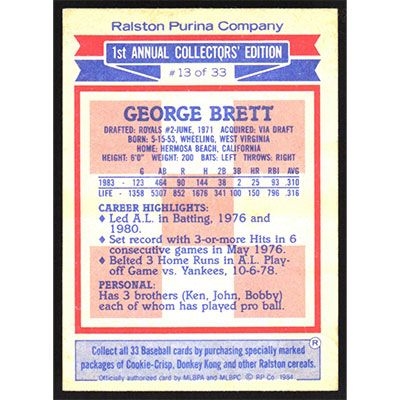 Ralston Purina Company
1st ANNUAL COLLECTORS' EDITION
#13 of 33
GEORGE BRETT
DRAFTED: ROYALS #2-JUNE, 1971 ACQUIRED: VIA DRAFT
BORN: 5-15-53, WHEELING, WEST VIRGINIA
HOME: HERMOSA BEACH, CALIFORNIA
HEIGHT: 6'0" WEIGHT: 200 BATS: LEFT THROWS: RIGHT
G AB R H 2B 3B HR RBI AVG
1983 - 123 464 90 144 38 2 25 93 .310
LIFE - 1358 5387 824 1701 341 100 150 796 .316
CAREER HIGHLIGHTS:
♦ Led A.L. in Batting, 1976 and
1980.
♦ Set record with 3-or-more Hits in 6
consecutive games in May 1976.
♦ Belted 3 Home Runs in A.L. Play-
off Game vs. Yankees, 10-6-78.
PERSONAL:
Has 3 brothers (Ken, John, Bobby)
each of whom has played pro ball.
®
Collect all 33 Baseball cards by purchasing specially marked
packages of Cookie-Crisp, Donkey Kong and other
other Ralston cereals.
Officially authorized card by MLBPA and MLBPC. © RP Co. 1984